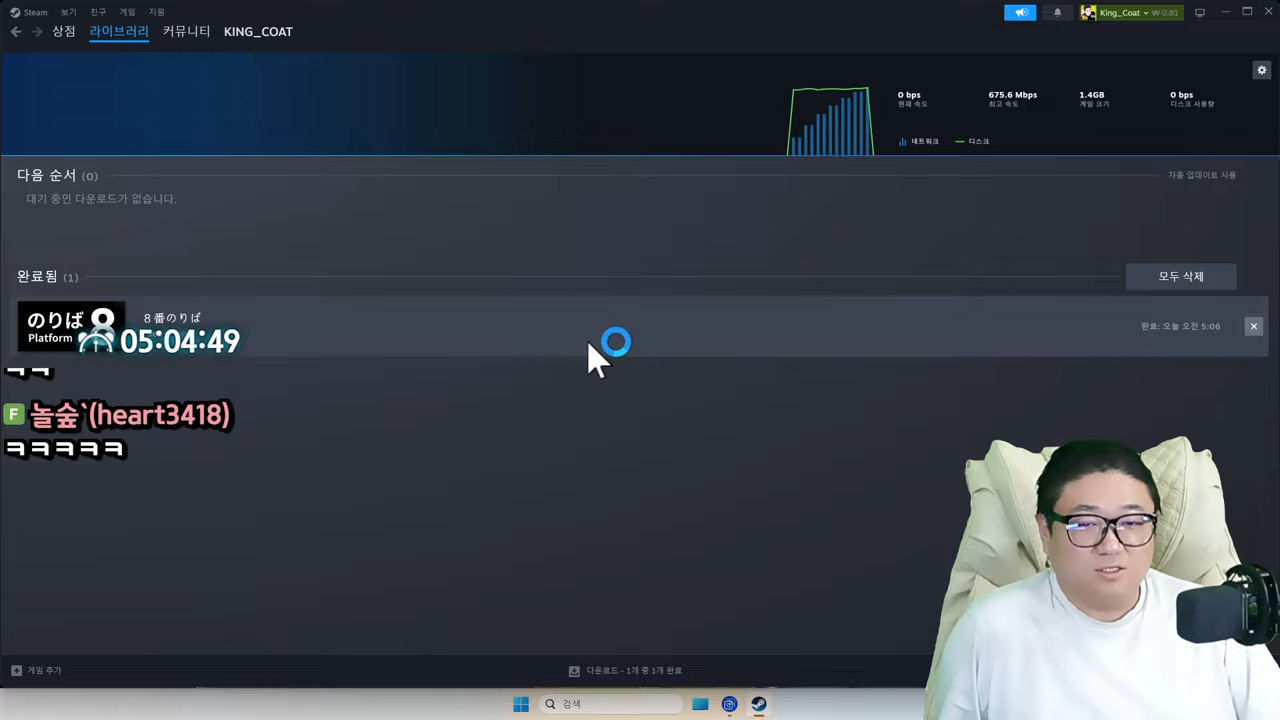 Steam 보기 친구 게임 지원
King_Coat ₩ 0.81
상점 라이브러리 커뮤니티 KING_COAT
0 bps 675.6 Mbps 1.4GB 0 bps
현재 속도 최고 속도 게임 크기 디스크 사용량
네트워크 디스크
다음 순서 (0)
자동 업데이트 사용
대기 중인 다운로드가 없습니다.
완료됨 (1)
모두 삭제
のりば 8
Platform
8番のりば
완료: 오늘 오전 5:06
05:04:49
ㅋㅋ
F 놀숲`(heart3418)
ㅋㅋㅋㅋㅋ
게임 추가
다운로드 - 1개 중 1개 완료
검색